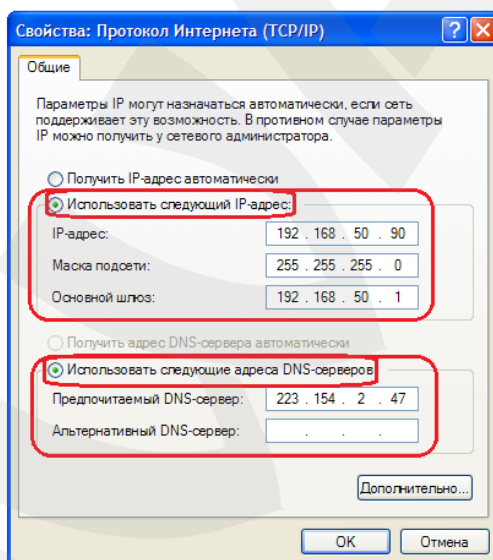 Свойства: Протокол Интернета (TCP/IP)
Общие
Параметры IP могут назначаться автоматически, если сеть
поддерживает эту возможность. В противном случае параметры
IP можно получить у сетевого администратора.
Получить IP-адрес автоматически
Использовать следующий IP-адрес:
IP-адрес: 192 . 168 . 50 . 90
Маска подсети: 255 . 255 . 255 . 0
Основной шлюз: 192 . 168 . 50 . 1
Получить адрес DNS-сервера автоматически
Использовать следующие адреса DNS-серверов
Предпочитаемый DNS-сервер: 223 . 154 . 2 . 47
Альтернативный DNS-сервер: . . .
Дополнительно...
OK Отмена